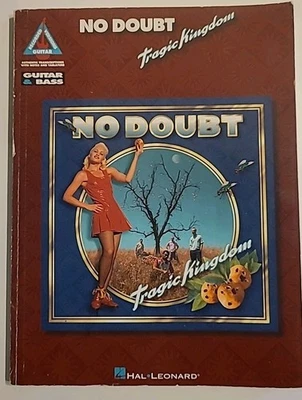 NO DOUBT
Tragic Kingdom
GUITAR
GUITAR
& BASS
NO DOUBT
Tragic Kingdom
HAL•LEONARD®